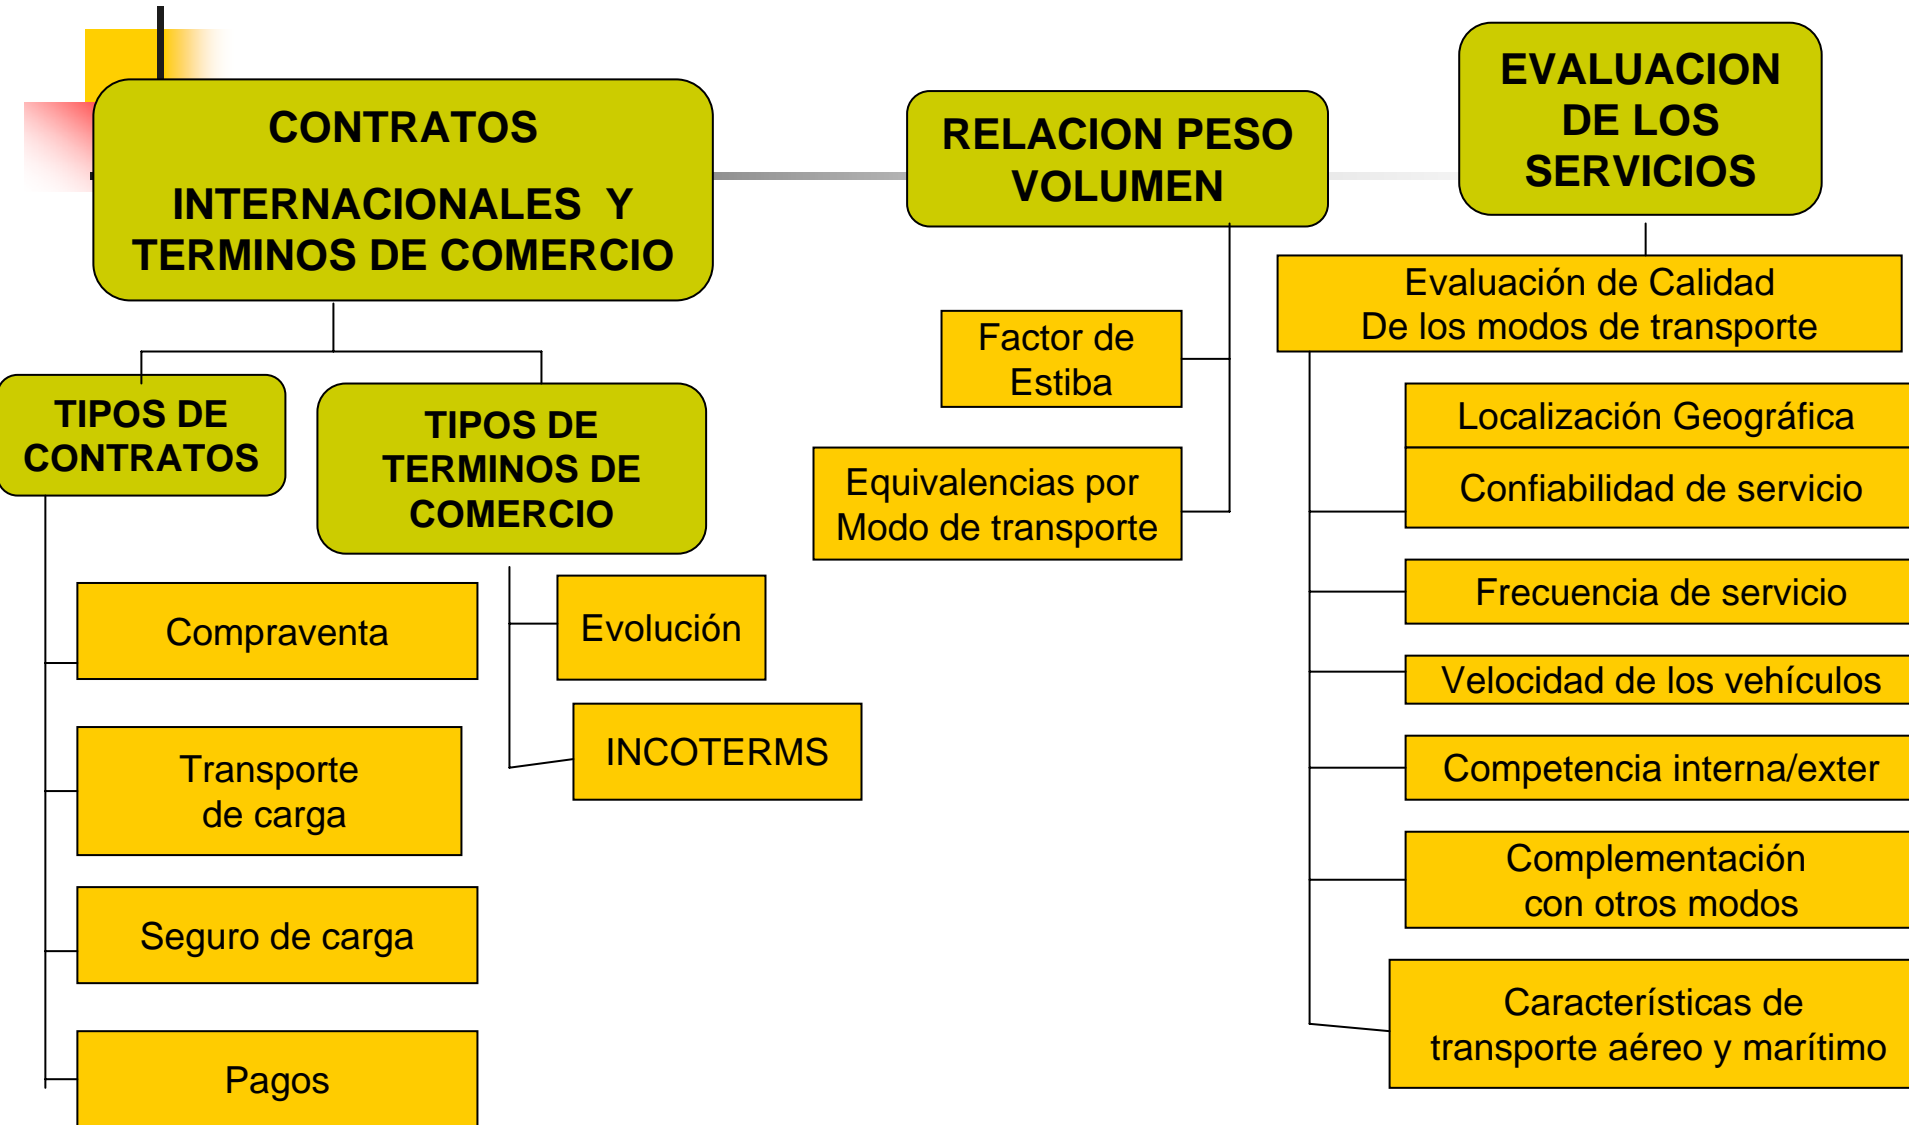 CONTRATOS
INTERNACIONALES Y
TERMINOS DE COMERCIO
TIPOS DE
CONTRATOS
Compraventa
Transporte
de carga
Seguro de carga
Pagos
TIPOS DE
TERMINOS DE
COMERCIO
Evolución
INCOTERMS
RELACION PESO
VOLUMEN
Factor de
Estiba
Equivalencias por
Modo de transporte
EVALUACION
DE LOS
SERVICIOS
Evaluación de Calidad
De los modos de transporte
Localización Geográfica
Confiabilidad de servicio
Frecuencia de servicio
Velocidad de los vehículos
Competencia interna/exter
Complementación
con otros modos
Características de
transporte aéreo y marítimo